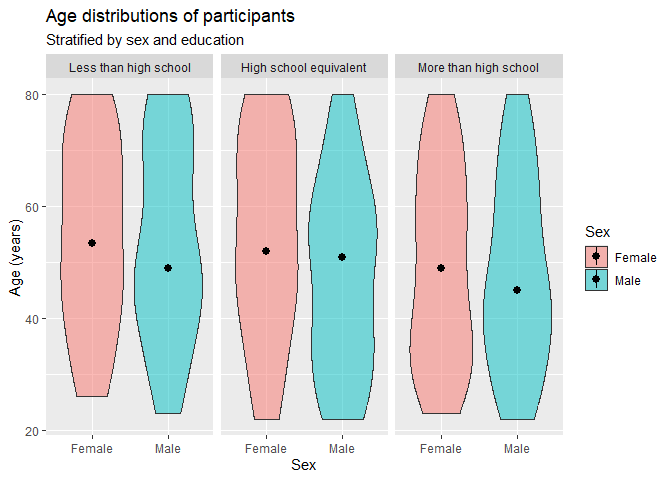 Age distributions of participants
Stratified by sex and education
Less than high school
High school equivalent
More than high school
80
60
40
20
Age (years)
Female
Male
Female
Male
Female
Male
Sex
Sex
Female
Male